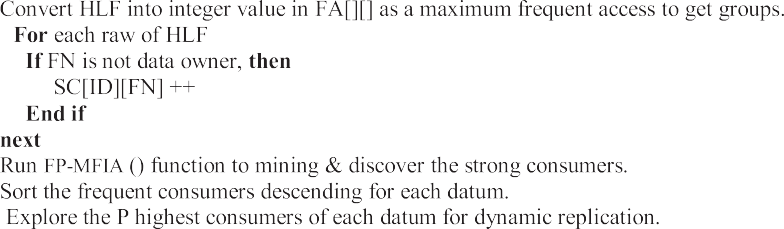 Convert HLF into integer value in FA[][] as a maximum frequent access to get groups.
For each raw of HLF
If FN is not data owner, then
SC[ID][FN] ++
End if
next
Run FP-MFIA () function to mining & discover the strong consumers.
Sort the frequent consumers descending for each datum.
Explore the P highest consumers of each datum for dynamic replication.